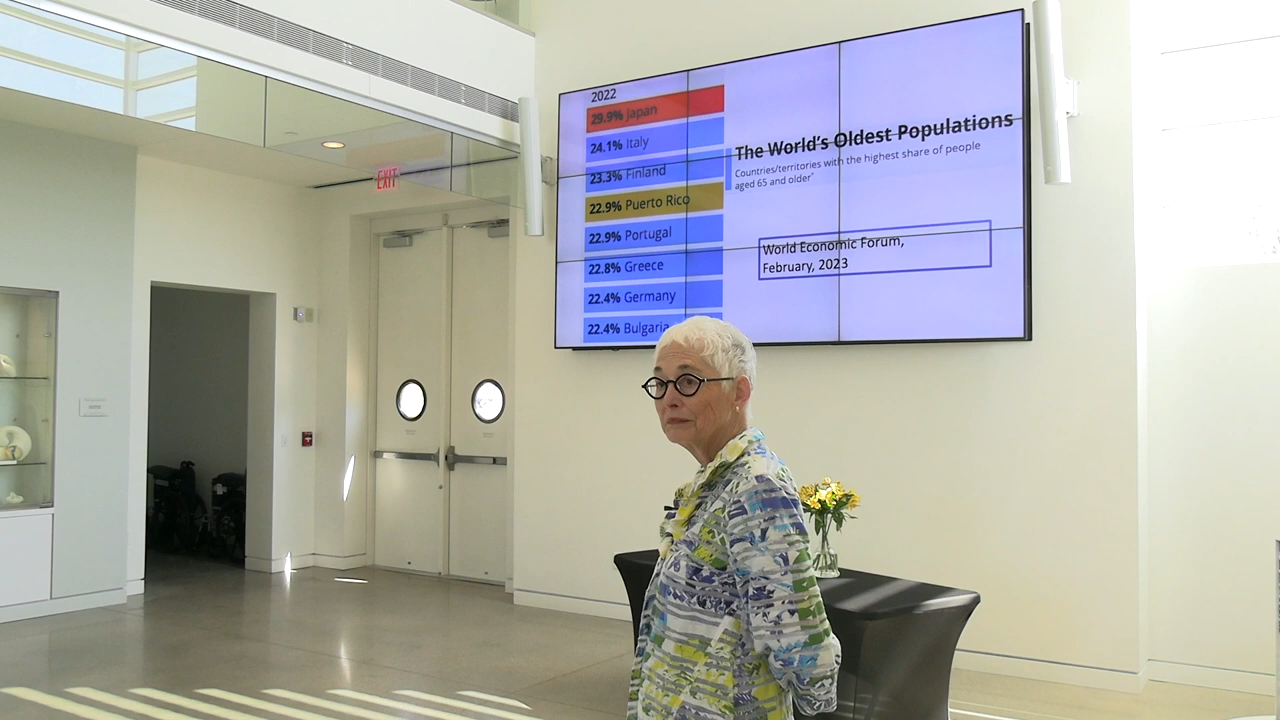 2022
29.9% Japan
24.1% Italy
23.3% Finland
22.9% Puerto Rico
22.9% Portugal
22.8% Greece
22.4% Germany
22.4% Bulgaria
The World's Oldest Populations
Countries/territories with the highest share of people
aged 65 and older*
World Economic Forum,
February, 2023
EXIT